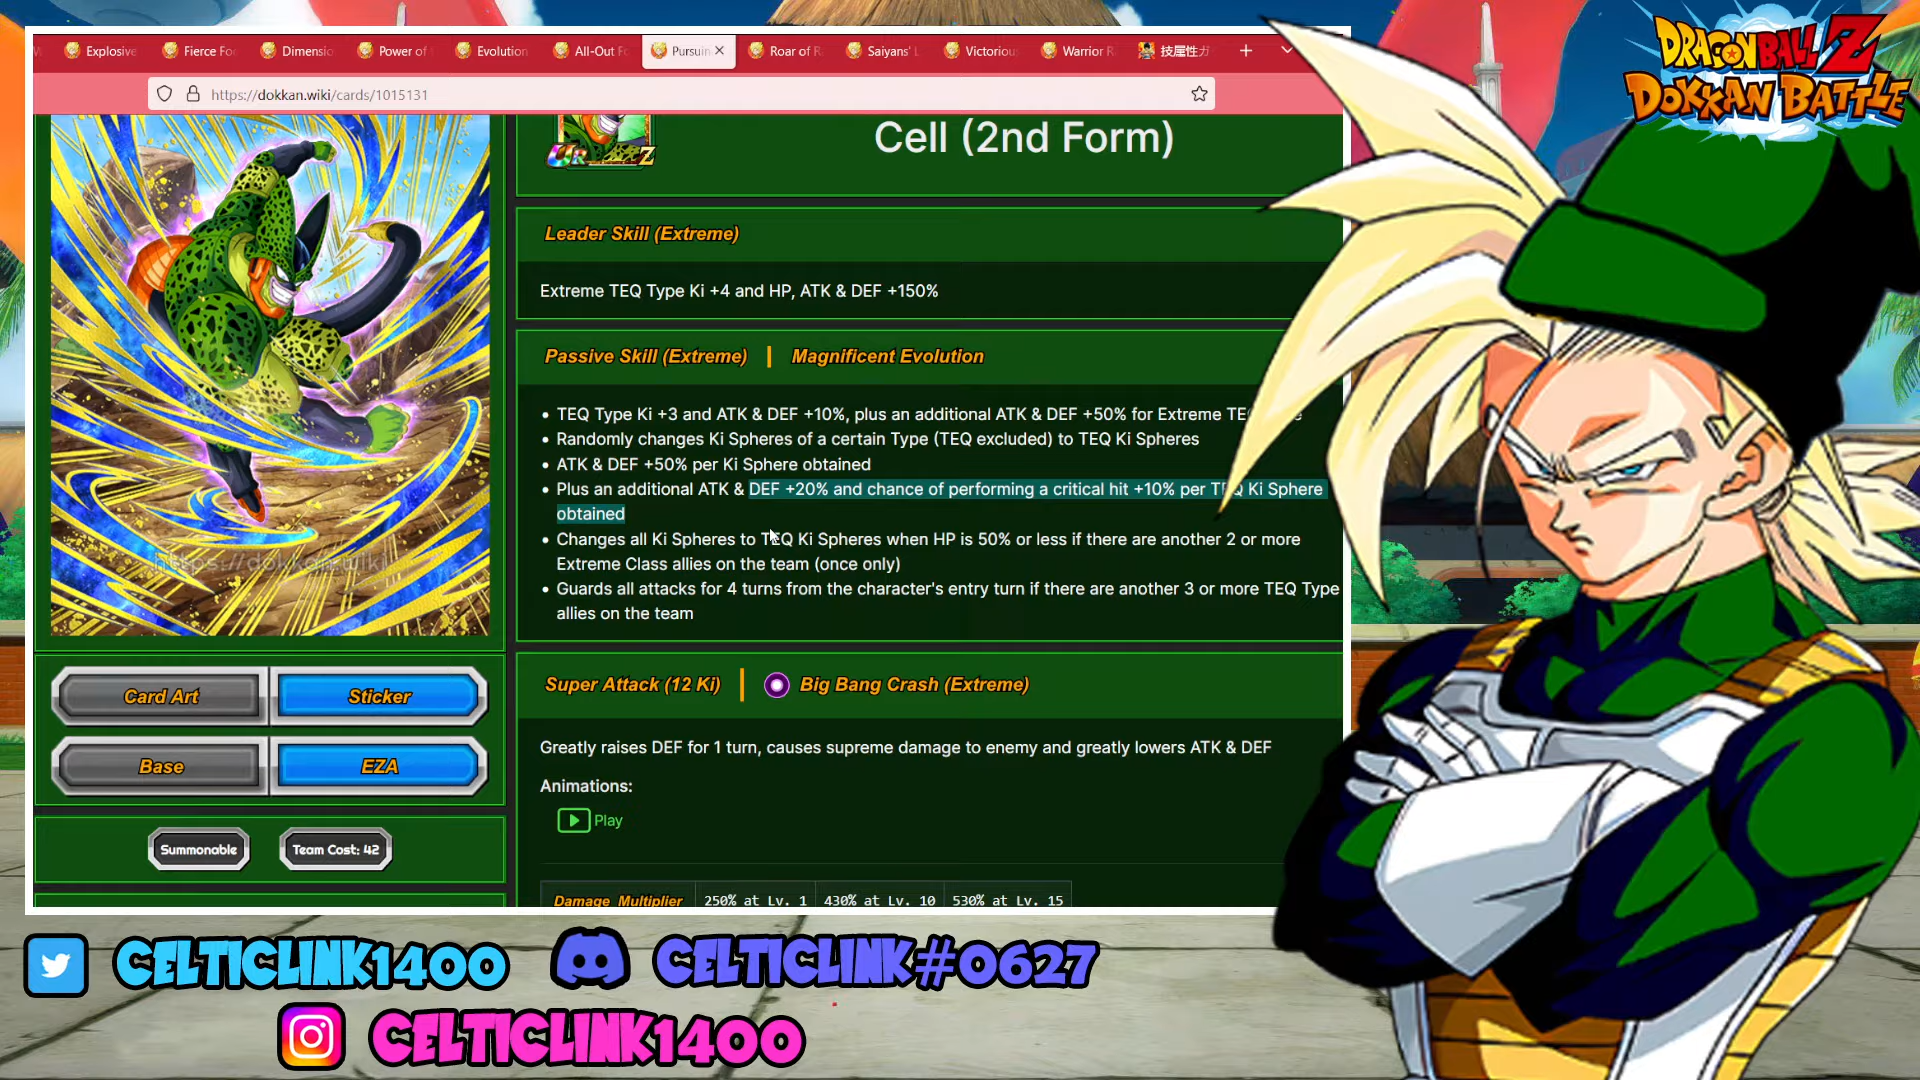 Explosive
Fierce Fo
Dimensio
Power of
Evolution
All-Out F
Pursui
Roar of R
Saiyans' L
Victoriou
Warrior R
技属性ガ
https://dokkan.wiki/cards/1015131
DRAGON BALL Z
DOKKAN BATTLE
UR Z
Cell (2nd Form)
Leader Skill (Extreme)
Extreme TEQ Type Ki +4 and HP, ATK & DEF +150%
Passive Skill (Extreme) | Magnificent Evolution
• TEQ Type Ki +3 and ATK & DEF +10%, plus an additional ATK & DEF +50% for Extreme TEQ
• Randomly changes Ki Spheres of a certain Type (TEQ excluded) to TEQ Ki Spheres
• ATK & DEF +50% per Ki Sphere obtained
• Plus an additional ATK & DEF +20% and chance of performing a critical hit +10% per TEQ Ki Sphere
obtained
• Changes all Ki Spheres to TEQ Ki Spheres when HP is 50% or less if there are another 2 or more
Extreme Class allies on the team (once only)
• Guards all attacks for 4 turns from the character's entry turn if there are another 3 or more TEQ Type
allies on the team
https://dokkan.wiki
Super Attack (12 Ki) | Big Bang Crash (Extreme)
Greatly raises DEF for 1 turn, causes supreme damage to enemy and greatly lowers ATK & DEF
Animations:
Play
Damage Multiplier 250% at Lv. 1 430% at Lv. 10 530% at Lv. 15
Card Art
Sticker
Base
EZA
Summonable
Team Cost: 42
CELTICLINK1400
CELTICLINK#0627
CELTICLINK1400